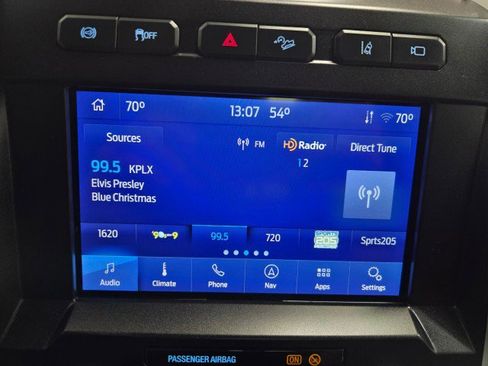 OFF
70° 13:07 54° 70°
Sources
FM
HD Radio
Direct Tune
1 2
99.5 KPLX
Elvis Presley
Blue Christmas
1620
99.5
720
205
Sprts205
Audio
Climate
Phone
Nav
Apps
Settings
PASSENGER AIRBAG
ON